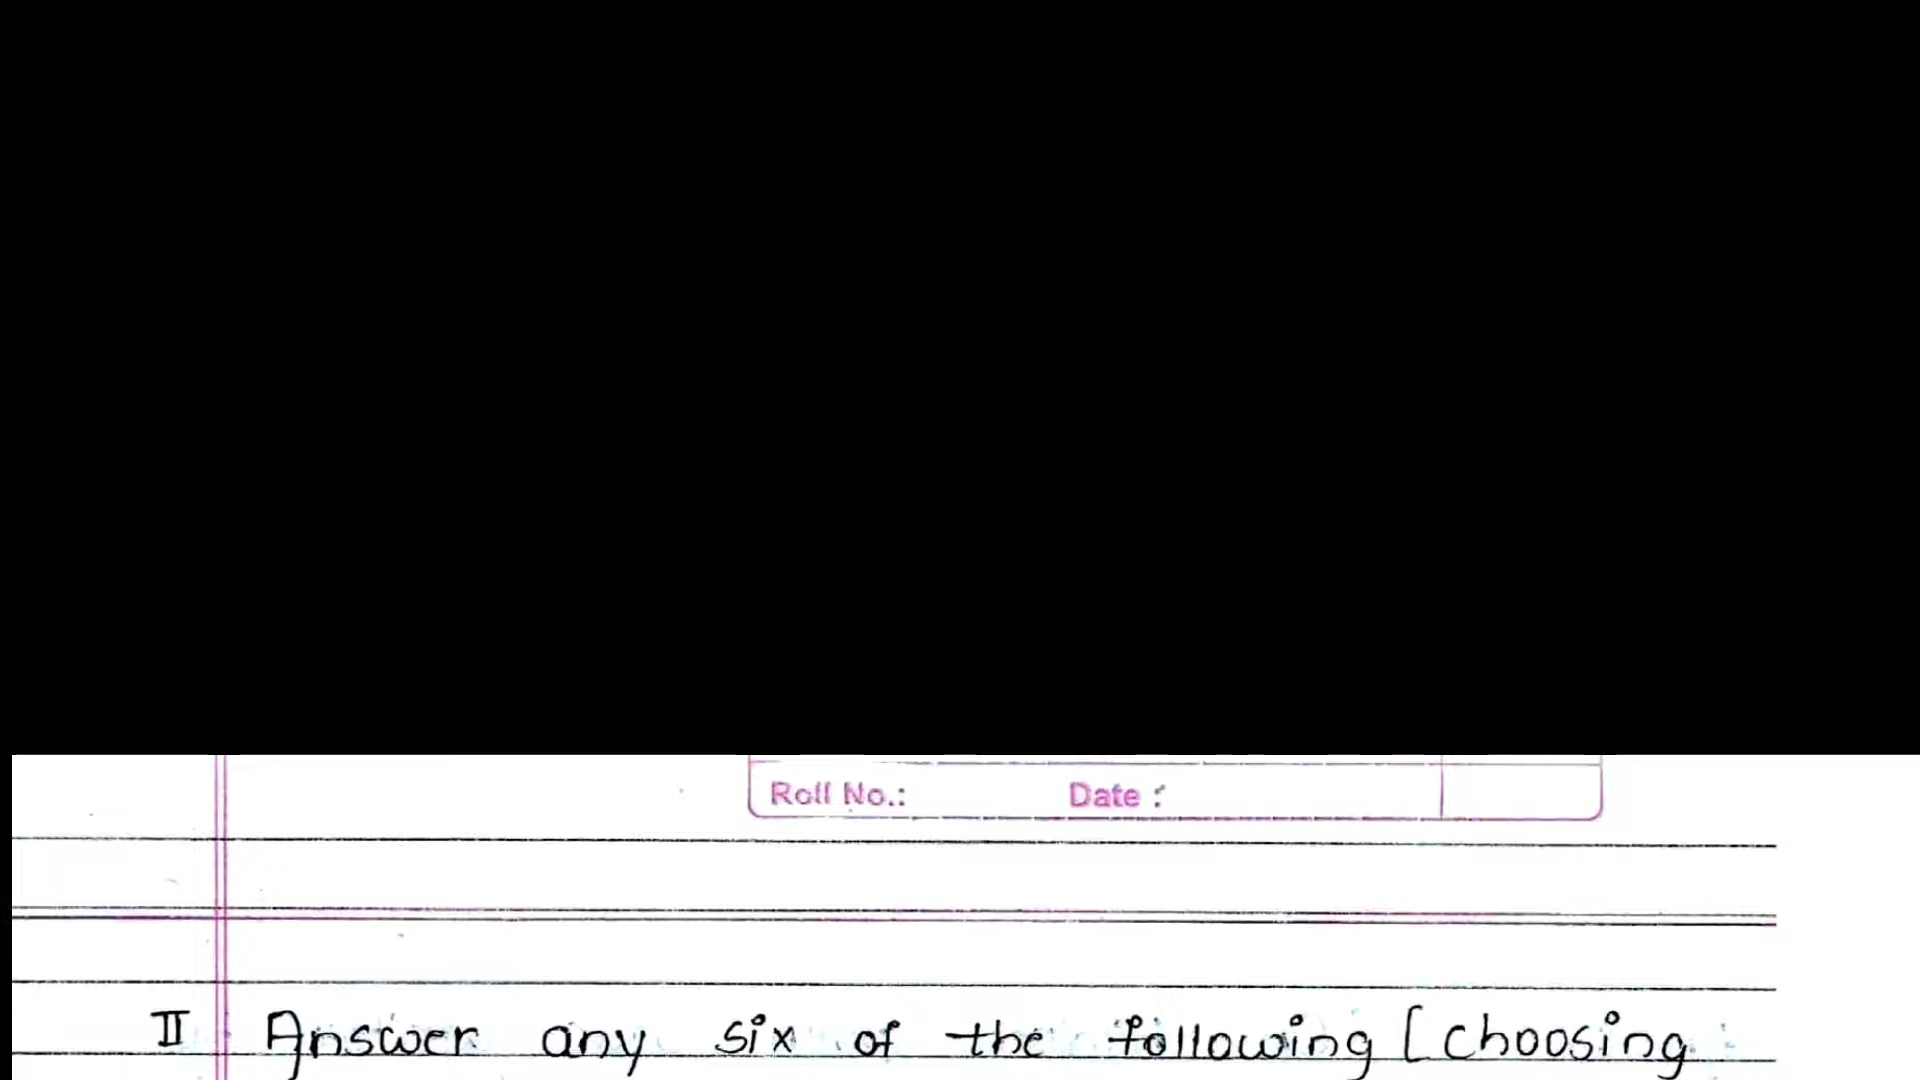 Roll No.: Date :
II Answer any six of the following [choosing